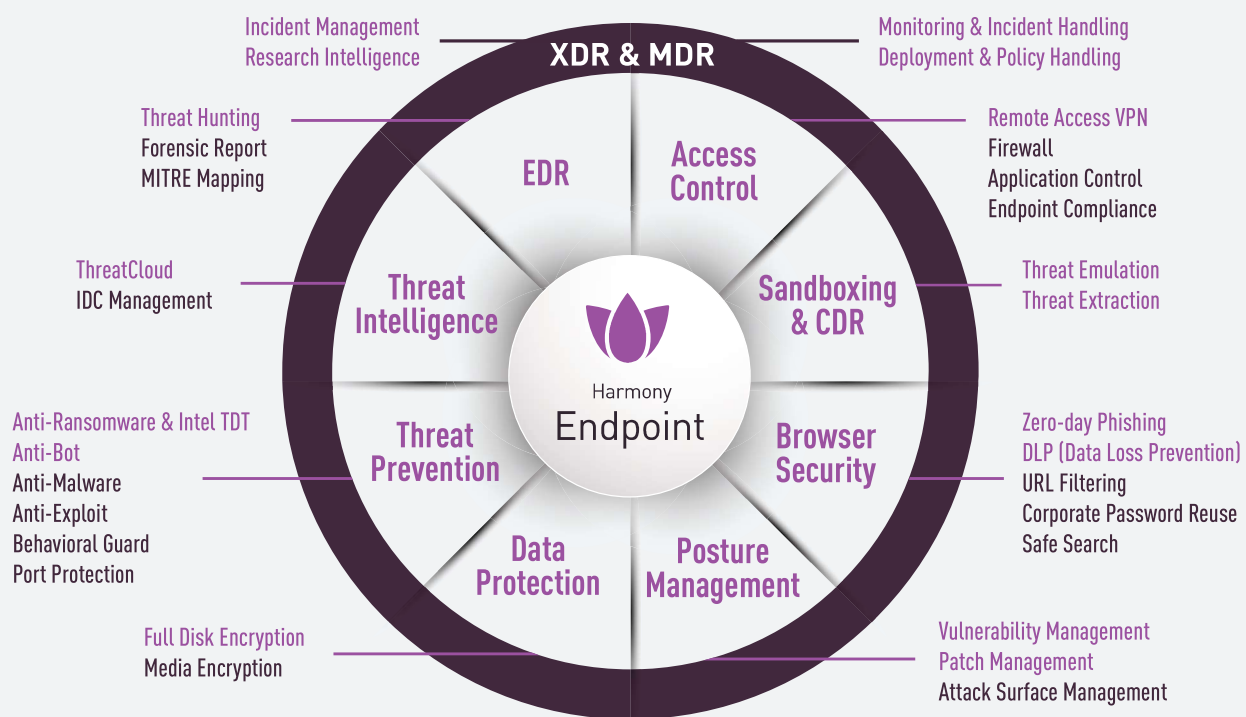 Incident Management
Research Intelligence
XDR & MDR
Monitoring & Incident Handling
Deployment & Policy Handling
Threat Hunting
Forensic Report
MITRE Mapping
EDR
Access
Control
Remote Access VPN
Firewall
Application Control
Endpoint Compliance
ThreatCloud
IDC Management
Threat
Intelligence
Sandboxing
& CDR
Threat Emulation
Threat Extraction
Harmony
Endpoint
Anti-Ransomware & Intel TDT
Anti-Bot
Anti-Malware
Anti-Exploit
Behavioral Guard
Port Protection
Threat
Prevention
Browser
Security
Zero-day Phishing
DLP (Data Loss Prevention)
URL Filtering
Corporate Password Reuse
Safe Search
Data
Protection
Posture
Management
Full Disk Encryption
Media Encryption
Vulnerability Management
Patch Management
Attack Surface Management